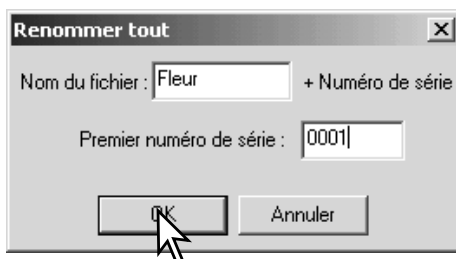 Renommer tout
Nom du fichier : Fleur + Numéro de série
Premier numéro de série : 0001
OK Annuler